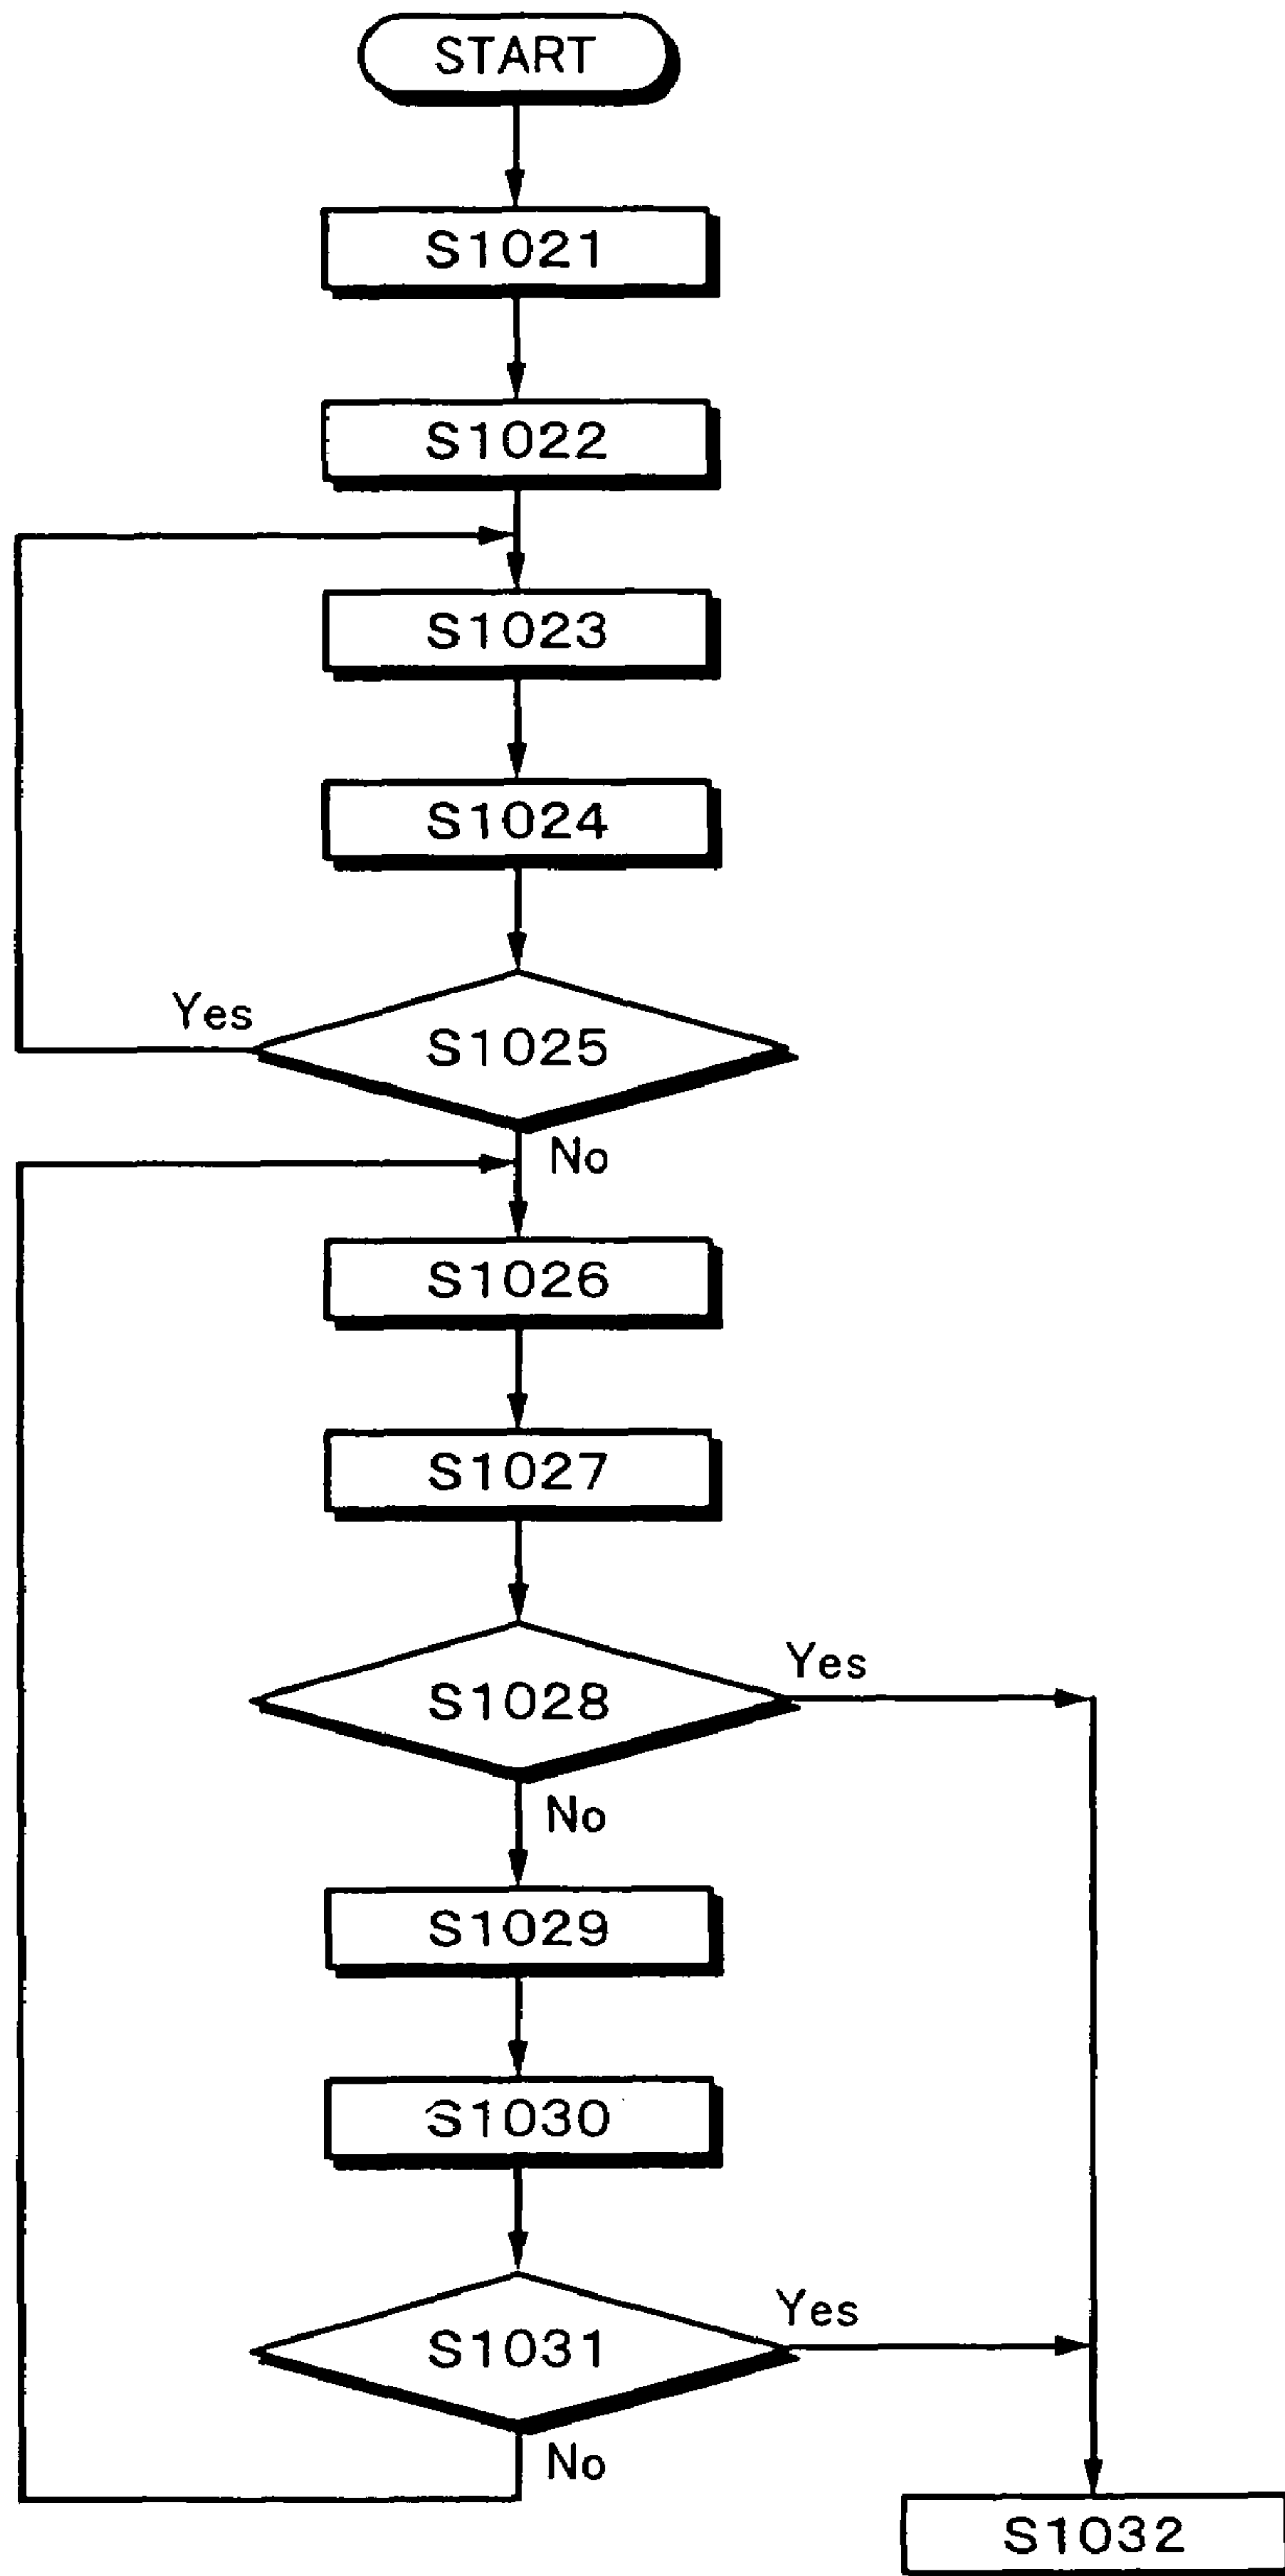 START
S1021
S1022
S1023
S1024
Yes
S1025
No
S1026
S1027
Yes
S1028
No
S1029
S1030
Yes
S1031
No
S1032